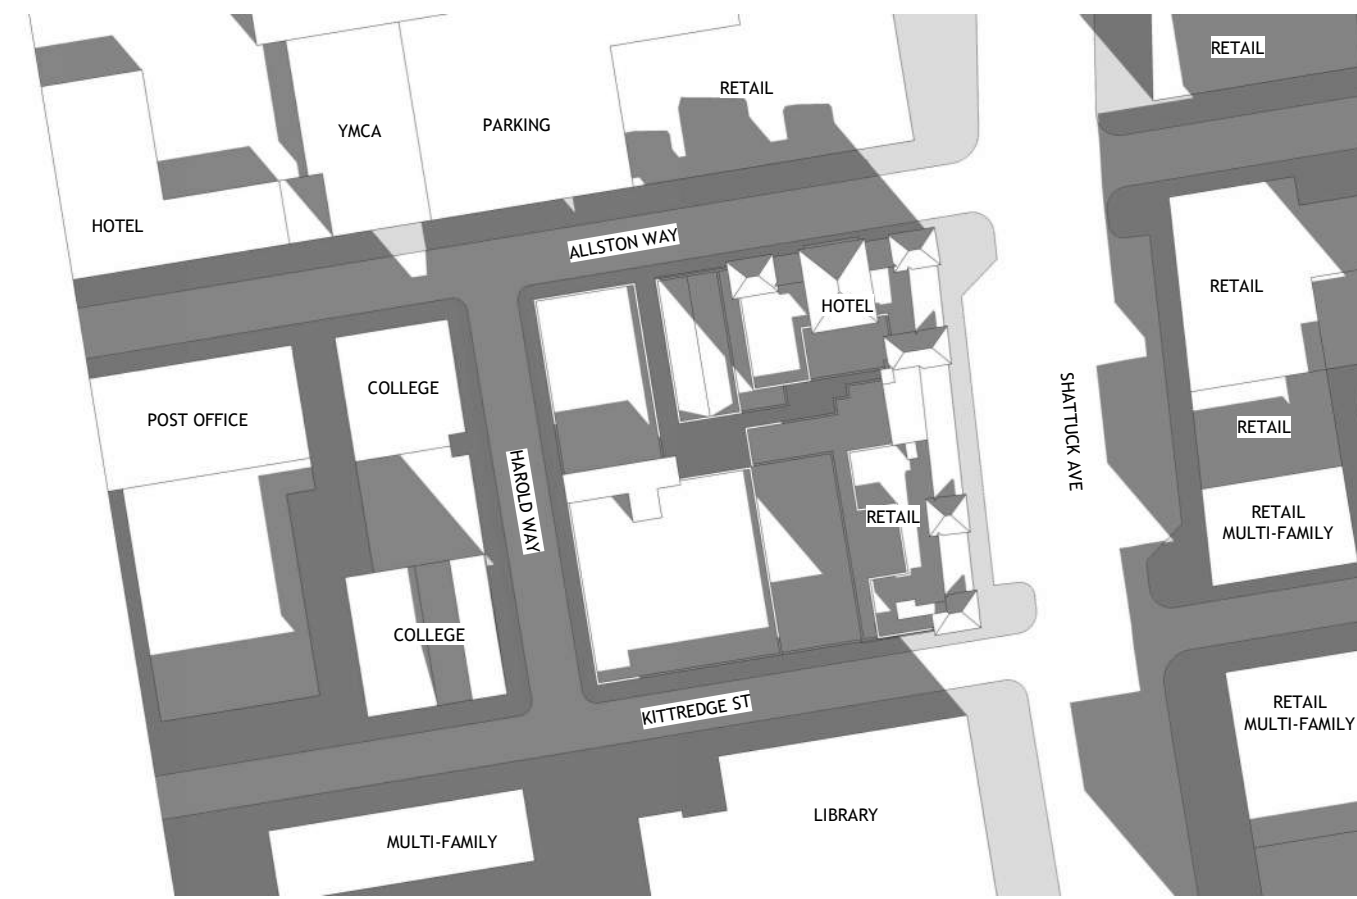 RETAIL
RETAIL
YMCA
PARKING
HOTEL
ALLSTON WAY
RETAIL
HOTEL
COLLEGE
POST OFFICE
SHATTUCK AVE
RETAIL
HAROLD WAY
RETAIL
RETAIL
MULTI-FAMILY
COLLEGE
KITTREDGE ST
RETAIL
MULTI-FAMILY
LIBRARY
MULTI-FAMILY